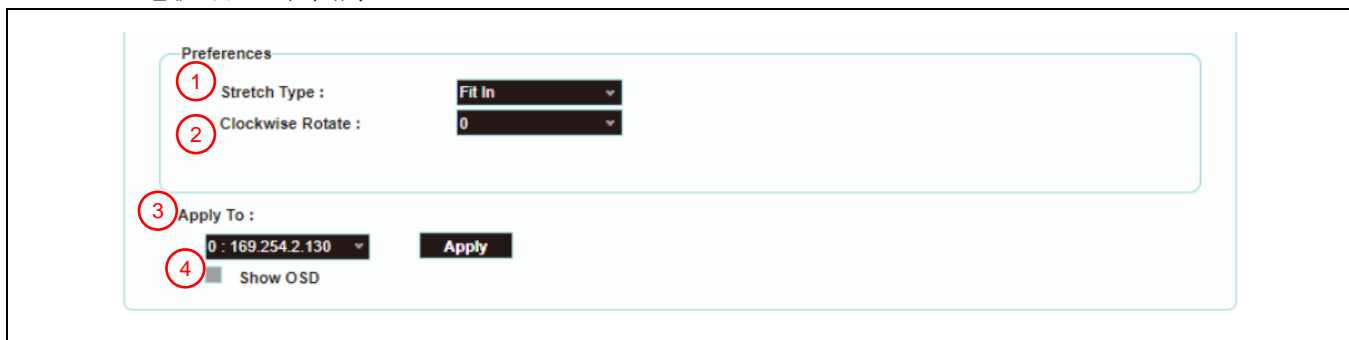 Preferences
1 Stretch Type : Fit In
2 Clockwise Rotate : 0
3 Apply To :
0 : 169.254.2.130 Apply
4 Show OSD